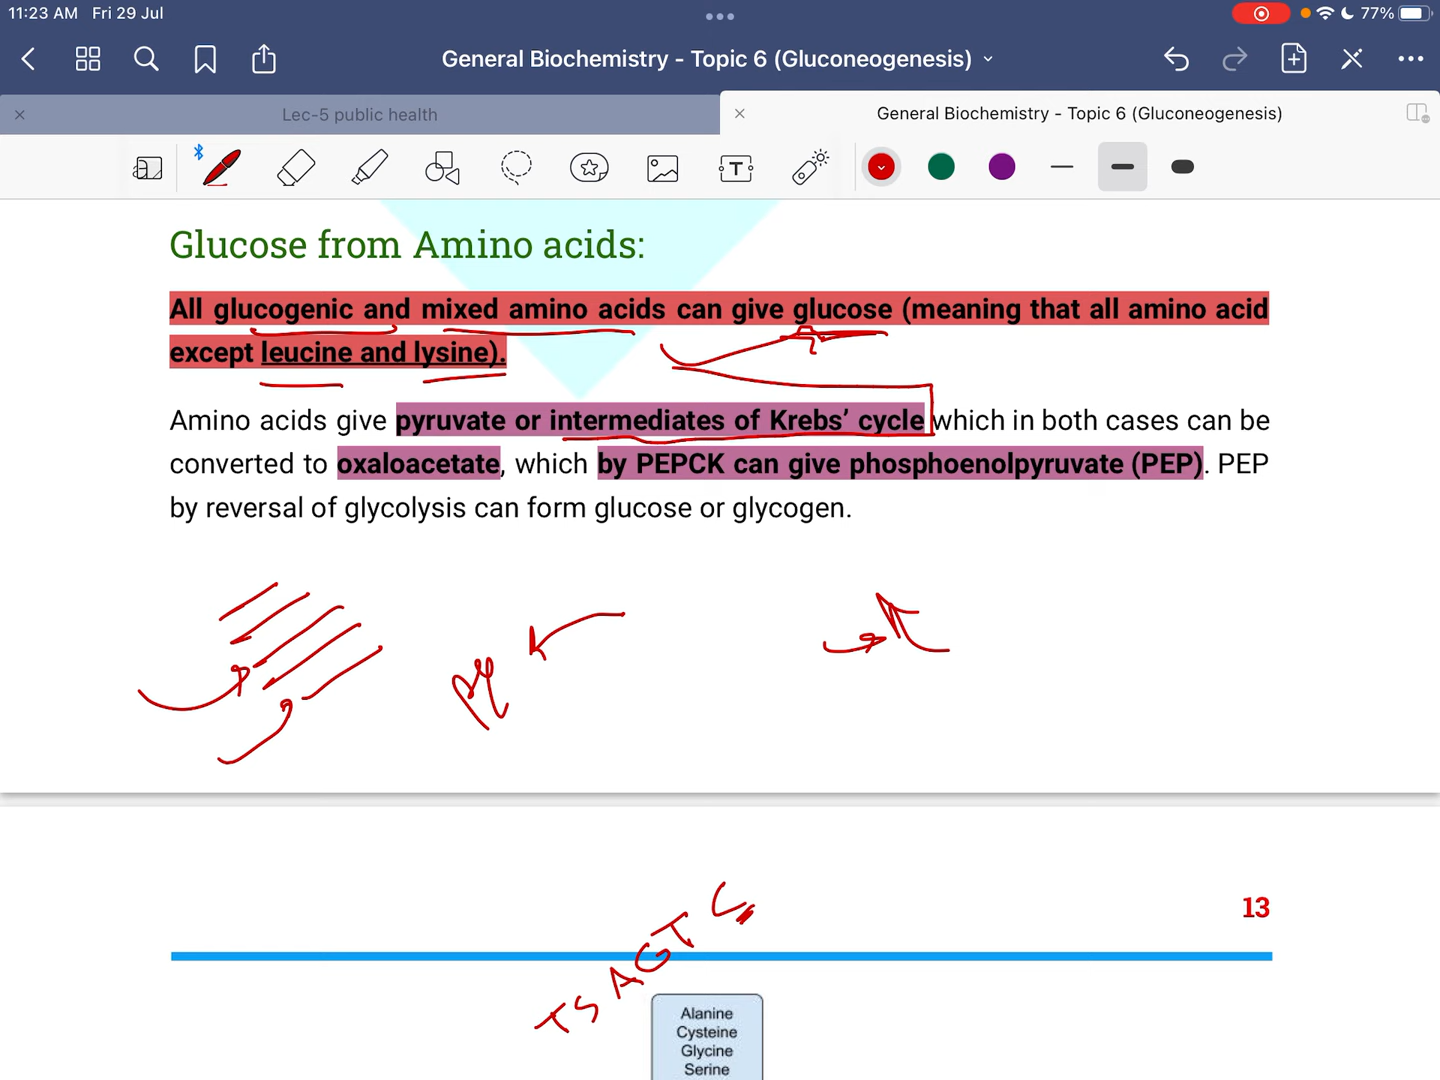 11:23 AM Fri 29 Jul
77%
General Biochemistry - Topic 6 (Gluconeogenesis)
Lec-5 public health
General Biochemistry - Topic 6 (Gluconeogenesis)
T
Glucose from Amino acids:
All glucogenic and mixed amino acids can give glucose (meaning that all amino acid
except leucine and lysine).
Amino acids give pyruvate or intermediates of Krebs’ cycle which in both cases can be
converted to oxaloacetate, which by PEPCK can give phosphoenolpyruvate (PEP). PEP
by reversal of glycolysis can form glucose or glycogen.
13
TS AGT C
Alanine
Cysteine
Glycine
Serine